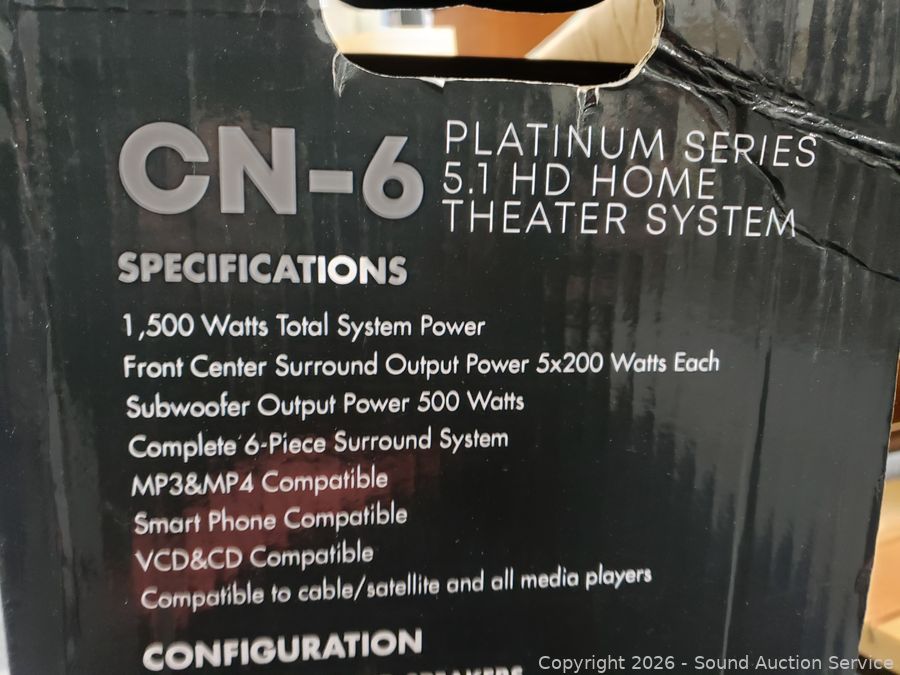 CN-6
PLATINUM SERIES
5.1 HD HOME
THEATER SYSTEM
SPECIFICATIONS
1,500 Watts Total System Power
Front Center Surround Output Power 5x200 Watts Each
Subwoofer Output Power 500 Watts
Complete 6-Piece Surround System
MP3&MP4 Compatible
Smart Phone Compatible
VCD&CD Compatible
Compatible to cable/satellite and all media players
CONFIGURATION
SPEAKERS
Copyright 2026 - Sound Auction Service